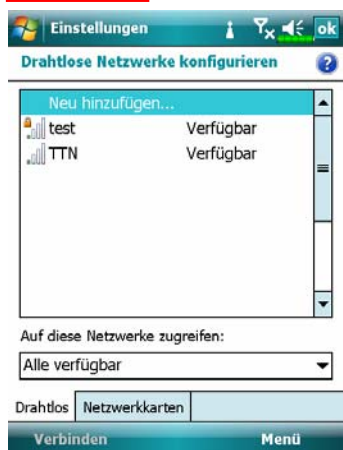 Einstellungen ok
Drahtlose Netzwerke konfigurieren ?
Neu hinzufügen...
test Verfügbar
TTN Verfügbar
Auf diese Netzwerke zugreifen:
Alle verfügbar
Drahtlos Netzwerkkarten
Verbinden Menü